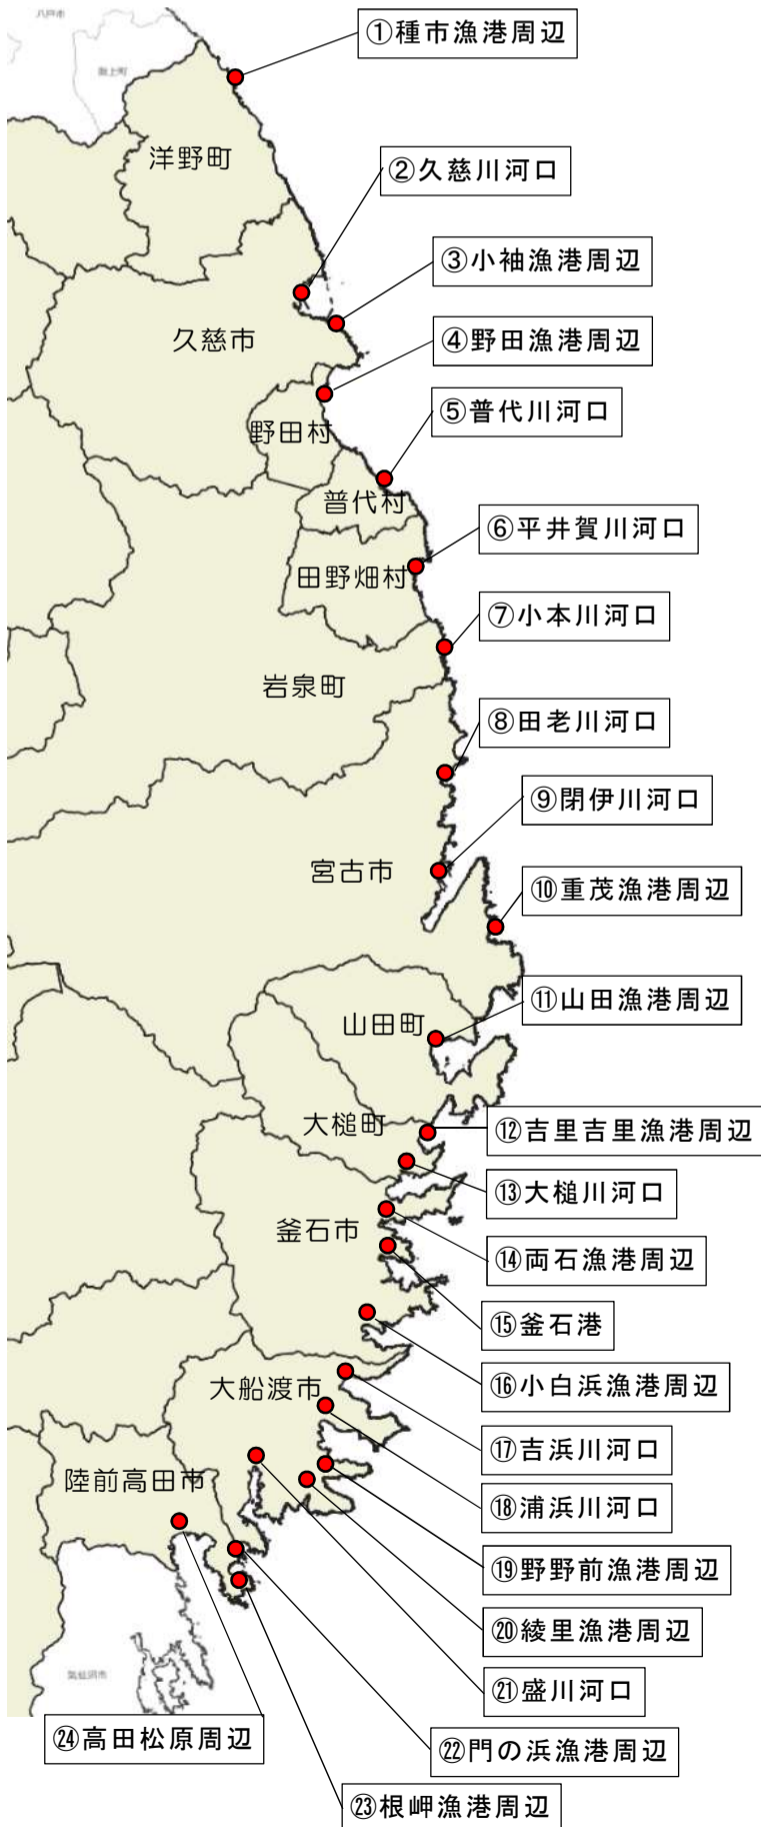 八戸市
①種市漁港周辺
階上町
洋野町
②久慈川河口
③小袖漁港周辺
久慈市
④野田漁港周辺
⑤普代川河口
野田村
普代村
⑥平井賀川河口
田野畑村
⑦小本川河口
岩泉町
⑧田老川河口
⑨閉伊川河口
宮古市
⑩重茂漁港周辺
⑪山田漁港周辺
山田町
大槌町
⑫吉里吉里漁港周辺
⑬大槌川河口
釜石市
⑭両石漁港周辺
⑮釜石港
⑯小白浜漁港周辺
大船渡市
⑰吉浜川河口
陸前高田市
⑱浦浜川河口
⑲野野前漁港周辺
⑳綾里漁港周辺
気仙沼市
㉑盛川河口
㉔高田松原周辺
㉒門の浜漁港周辺
㉓根岬漁港周辺